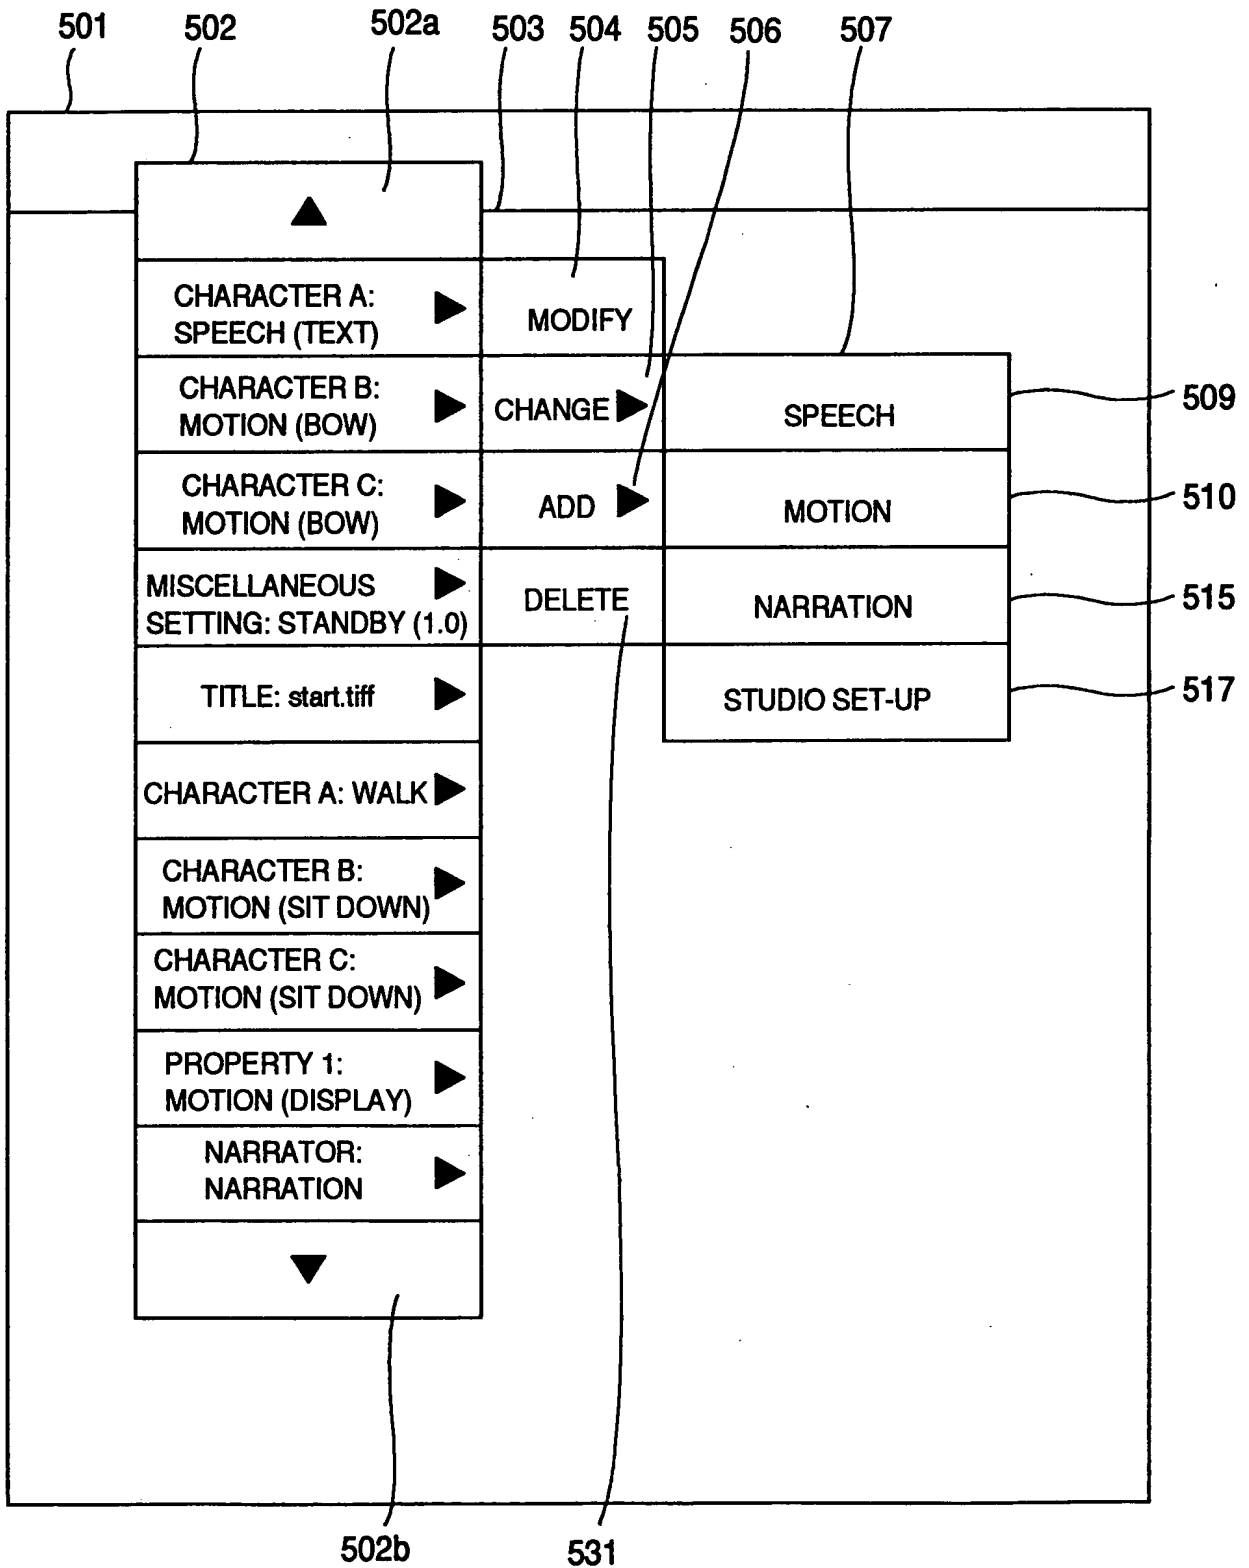 501
502
502a
503
504
505
506
507
CHARACTER A:
SPEECH (TEXT)
MODIFY
CHARACTER B:
MOTION (BOW)
CHANGE
SPEECH
509
CHARACTER C:
MOTION (BOW)
ADD
MOTION
510
MISCELLANEOUS
SETTING: STANDBY (1.0)
DELETE
NARRATION
515
TITLE: start.tiff
STUDIO SET-UP
517
CHARACTER A: WALK
CHARACTER B:
MOTION (SIT DOWN)
CHARACTER C:
MOTION (SIT DOWN)
PROPERTY 1:
MOTION (DISPLAY)
NARRATOR:
NARRATION
502b
531